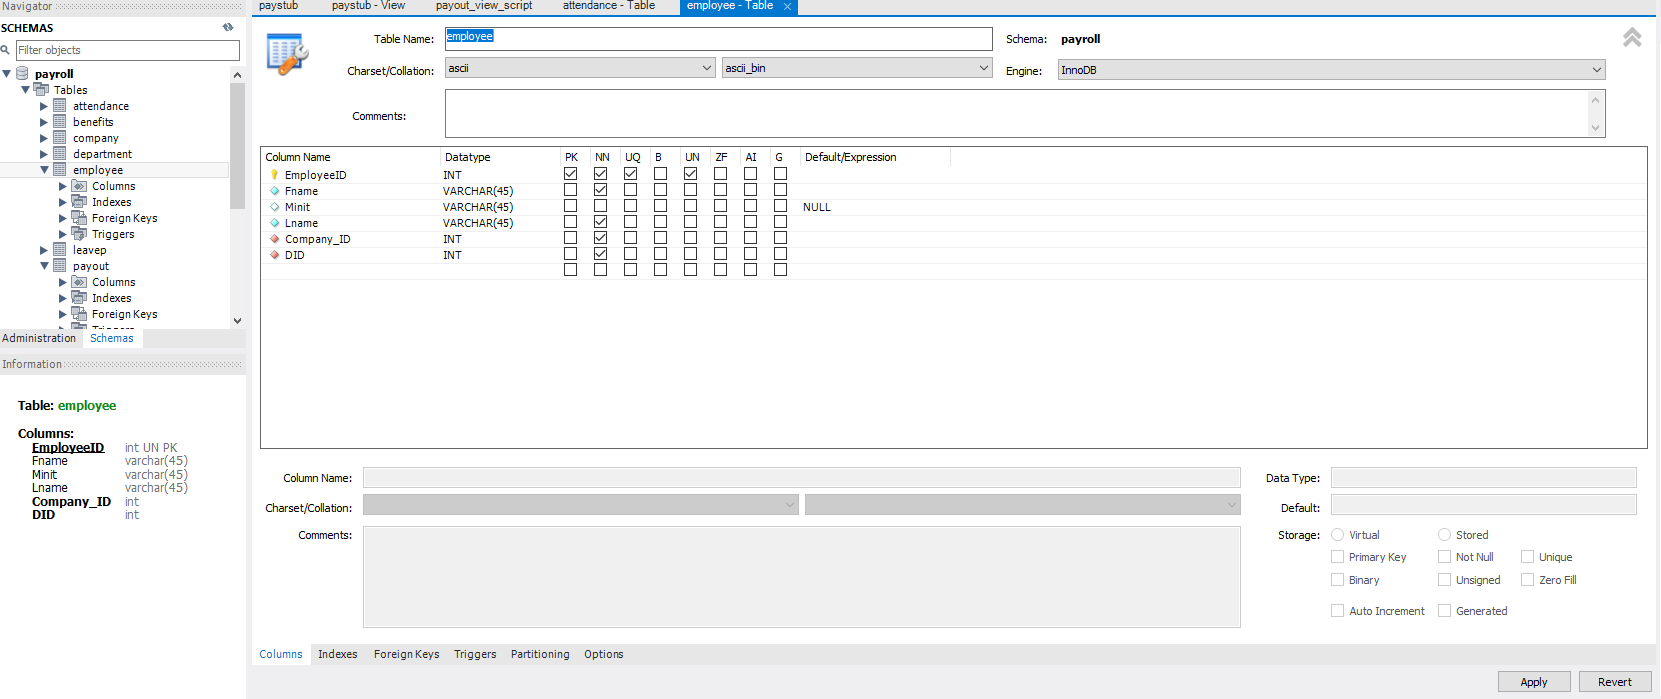 Navigator
SCHEMAS
Filter objects
payroll
Tables
attendance
benefits
company
department
employee
Columns
Indexes
Foreign Keys
Triggers
leavep
payout
Columns
Indexes
Foreign Keys
Administration Schemas
Information
Table: employee
Columns:
EmployeeID int UN PK
Fname varchar(45)
Minit varchar(45)
Lname varchar(45)
Company_ID int
DID int
paystub paystub - View payout_view_script attendance - Table employee - Table
Table Name: employee Schema: payroll
Charset/Collation: ascii ascii_bin Engine: InnoDB
Comments:
Column Name Datatype PK NN UQ B UN ZF AI G Default/Expression
EmployeeID INT
Fname VARCHAR(45)
Minit VARCHAR(45) NULL
Lname VARCHAR(45)
Company_ID INT
DID INT
Column Name: Data Type:
Charset/Collation: Default:
Comments: Storage: Virtual Stored
Primary Key Not Null Unique
Binary Unsigned Zero Fill
Auto Increment Generated
Columns Indexes Foreign Keys Triggers Partitioning Options
Apply Revert